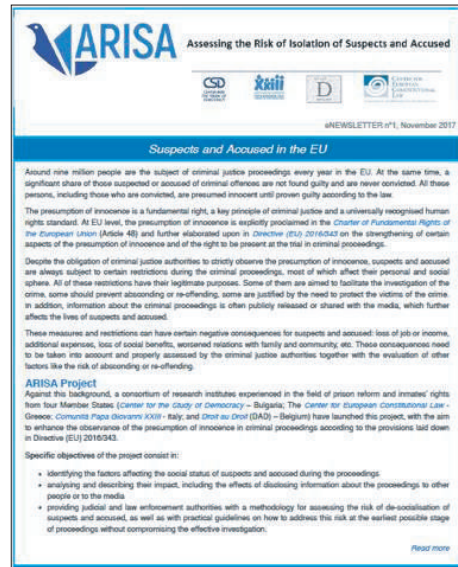 ARISA
Assessing the Risk of Isolation of Suspects and Accused
CSD
xxiii
D
CENTER FOR
EUROPEAN
CONSTITUTIONAL
LAW
eNEWSLETTER n°1, November 2017
Suspects and Accused in the EU
Around nine million people are the subject of criminal justice proceedings every year in the EU. At the same time, a
significant share of those suspected or accused of criminal offences are not found guilty and are never convicted. All these
persons, including those who are convicted, are presumed innocent until proven guilty according to the law.
The presumption of innocence is a fundamental right, a key principle of criminal justice and a universally recognised human
rights standard. At EU level, the presumption of innocence is explicitly proclaimed in the Charter of Fundamental Rights of
the European Union (Article 48) and further elaborated upon in Directive (EU) 2016/343 on the strengthening of certain
aspects of the presumption of innocence and of the right to be present at the trial in criminal proceedings.
Despite the obligation of criminal justice authorities to strictly observe the presumption of innocence, suspects and accused
are always subject to certain restrictions during the criminal proceedings, most of which affect their personal and social
sphere. All of these restrictions have their legitimate purposes. Some of them are aimed to facilitate the investigation of the
crime, some should prevent absconding or re-offending, some are justified by the need to protect the victims of the crime.
In addition, information about the criminal proceedings is often publicly released or shared with the media, which further
affects the lives of suspects and accused.
These measures and restrictions can have certain negative consequences for suspects and accused: loss of job or income,
additional expenses, loss of social benefits, worsened relations with family and community, etc. These consequences need
to be taken into account and properly assessed by the criminal justice authorities together with the evaluation of other
factors like the risk of absconding or re-offending.
ARISA Project
Against this background, a consortium of research institutes experienced in the field of prison reform and inmates' rights
from four Member States (Center for the Study of Democracy – Bulgaria; The Center for European Constitutional Law -
Greece; Comunità Papa Giovanni XXIII - Italy; and Droit au Droit (DAD) – Belgium) have launched this project, with the aim
to enhance the observance of the presumption of innocence in criminal proceedings according to the provisions laid down
in Directive (EU) 2016/343.
Specific objectives of the project consist in:
• identifying the factors affecting the social status of suspects and accused during the proceedings
• analysing and describing their impact, including the effects of disclosing information about the proceedings to other
people or to the media
• providing judicial and law enforcement authorities with a methodology for assessing the risk of de-socialisation of
suspects and accused, as well as with practical guidelines on how to address this risk at the earliest possible stage
of proceedings without compromising the effective investigation.
Read more